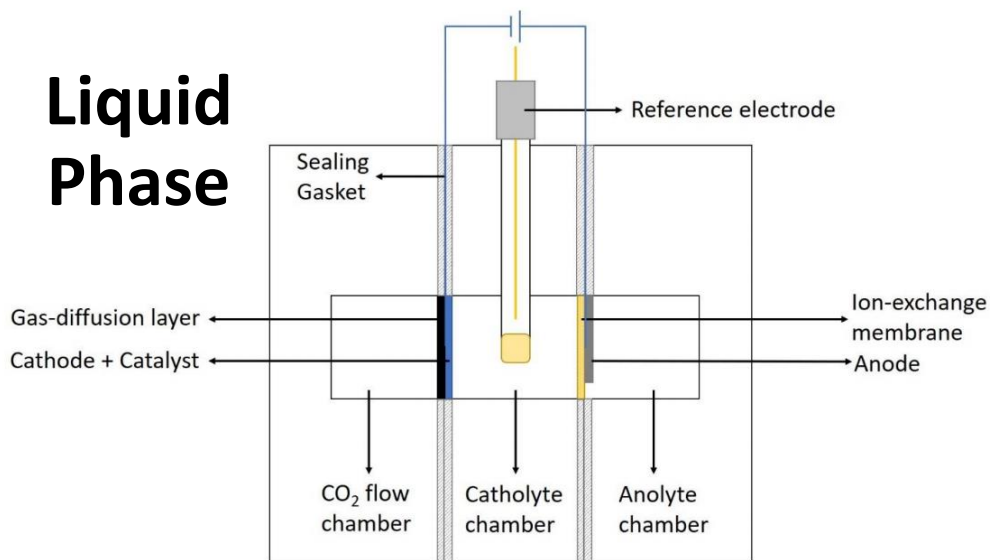 Liquid
Phase
Reference electrode
Sealing
Gasket
Gas-diffusion layer
Ion-exchange
membrane
Cathode + Catalyst
Anode
CO₂ flow
chamber
Catholyte
chamber
Anolyte
chamber